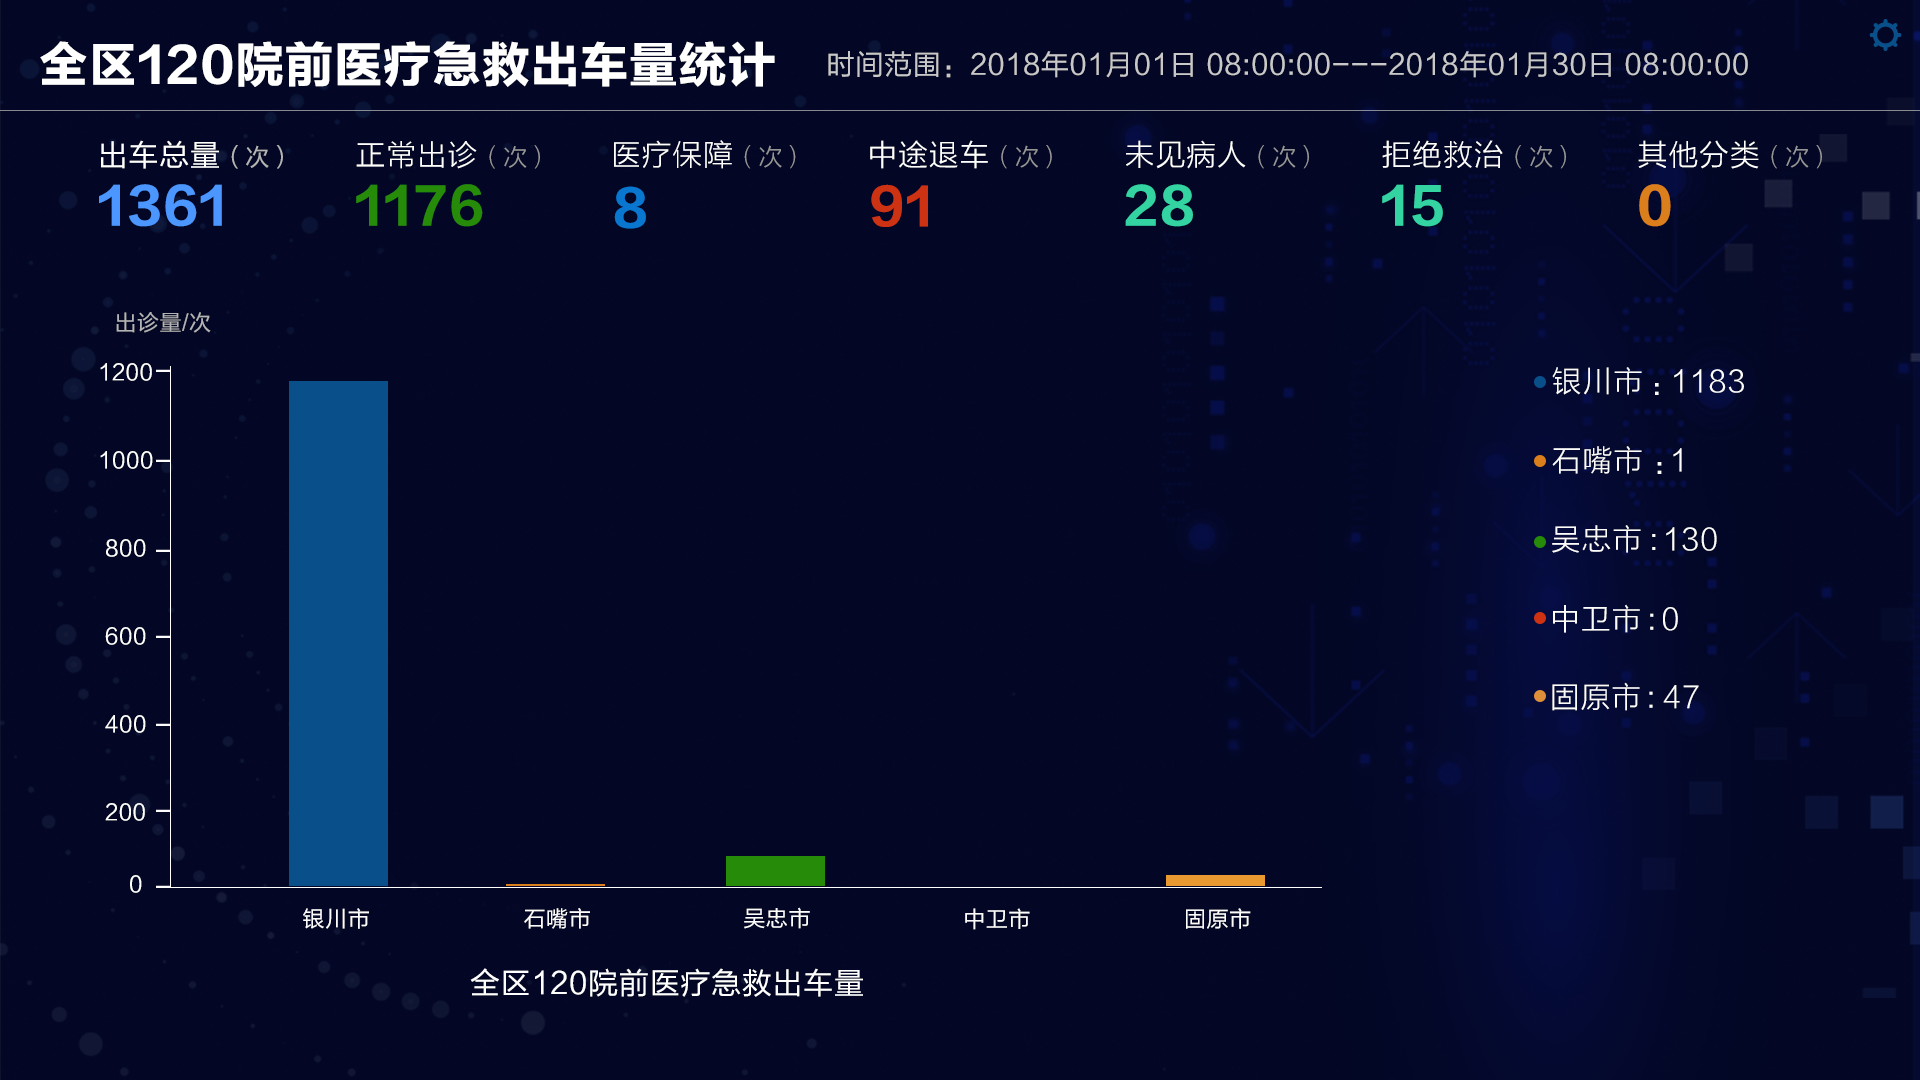 全区120院前医疗急救出车量统计
时间范围：2018年01月01日 08:00:00---2018年01月30日 08:00:00
出车总量（次） 正常出诊（次） 医疗保障（次） 中途退车（次） 未见病人（次） 拒绝救治（次） 其他分类（次）
1361 1176 8 91 28 15 0
出诊量/次
1200
1000
800
600
400
200
0
银川市 石嘴市 吴忠市 中卫市 固原市
全区120院前医疗急救出车量
银川市：1183
石嘴市：1
吴忠市：130
中卫市：0
固原市：47